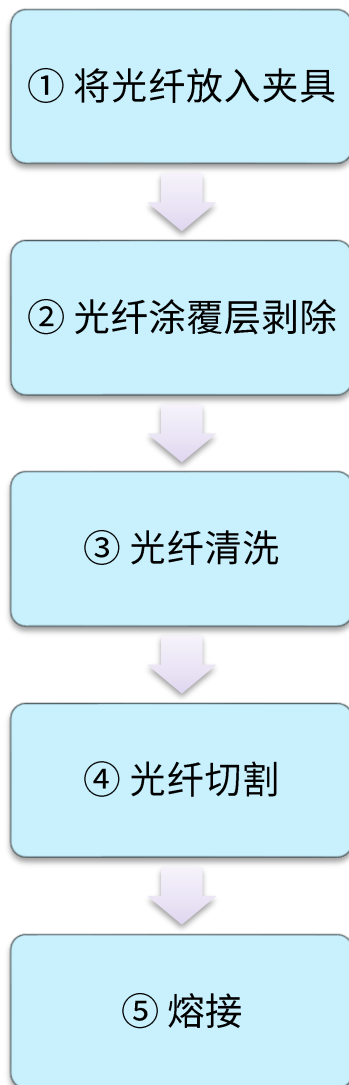 ① 将光纤放入夹具
② 光纤涂覆层剥除
③ 光纤清洗
④ 光纤切割
⑤ 熔接